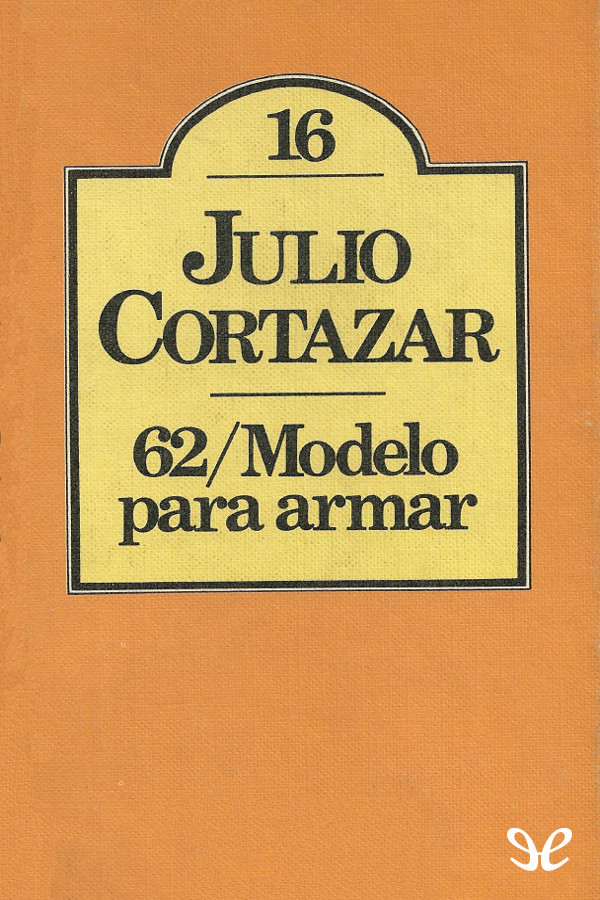 16
JULIO
CORTAZAR
62/Modelo
para armar